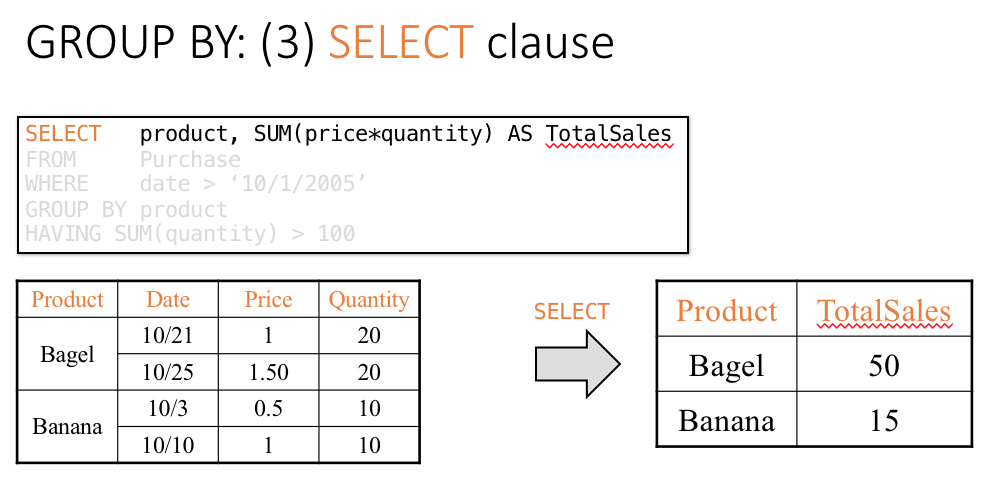 GROUP BY: (3) SELECT clause
SELECT product, SUM(price*quantity) AS TotalSales
FROM Purchase
WHERE date > ‘10/1/2005’
GROUP BY product
HAVING SUM(quantity) > 100
Product Date Price Quantity
Bagel 10/21 1 20
10/25 1.50 20
Banana 10/3 0.5 10
10/10 1 10
SELECT
Product TotalSales
Bagel 50
Banana 15